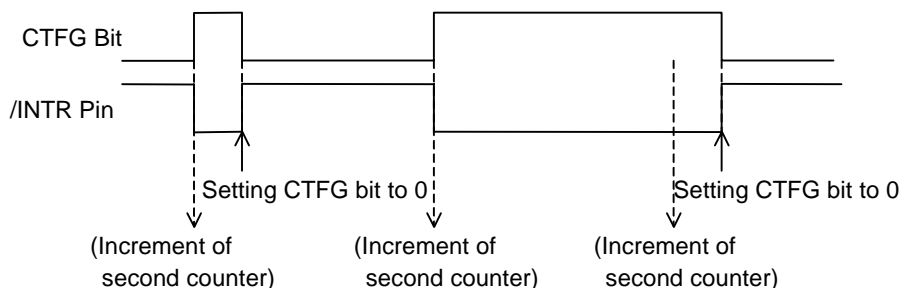 CTFG Bit
/INTR Pin
Setting CTFG bit to 0
Setting CTFG bit to 0
(Increment of
second counter)
(Increment of
second counter)
(Increment of
second counter)